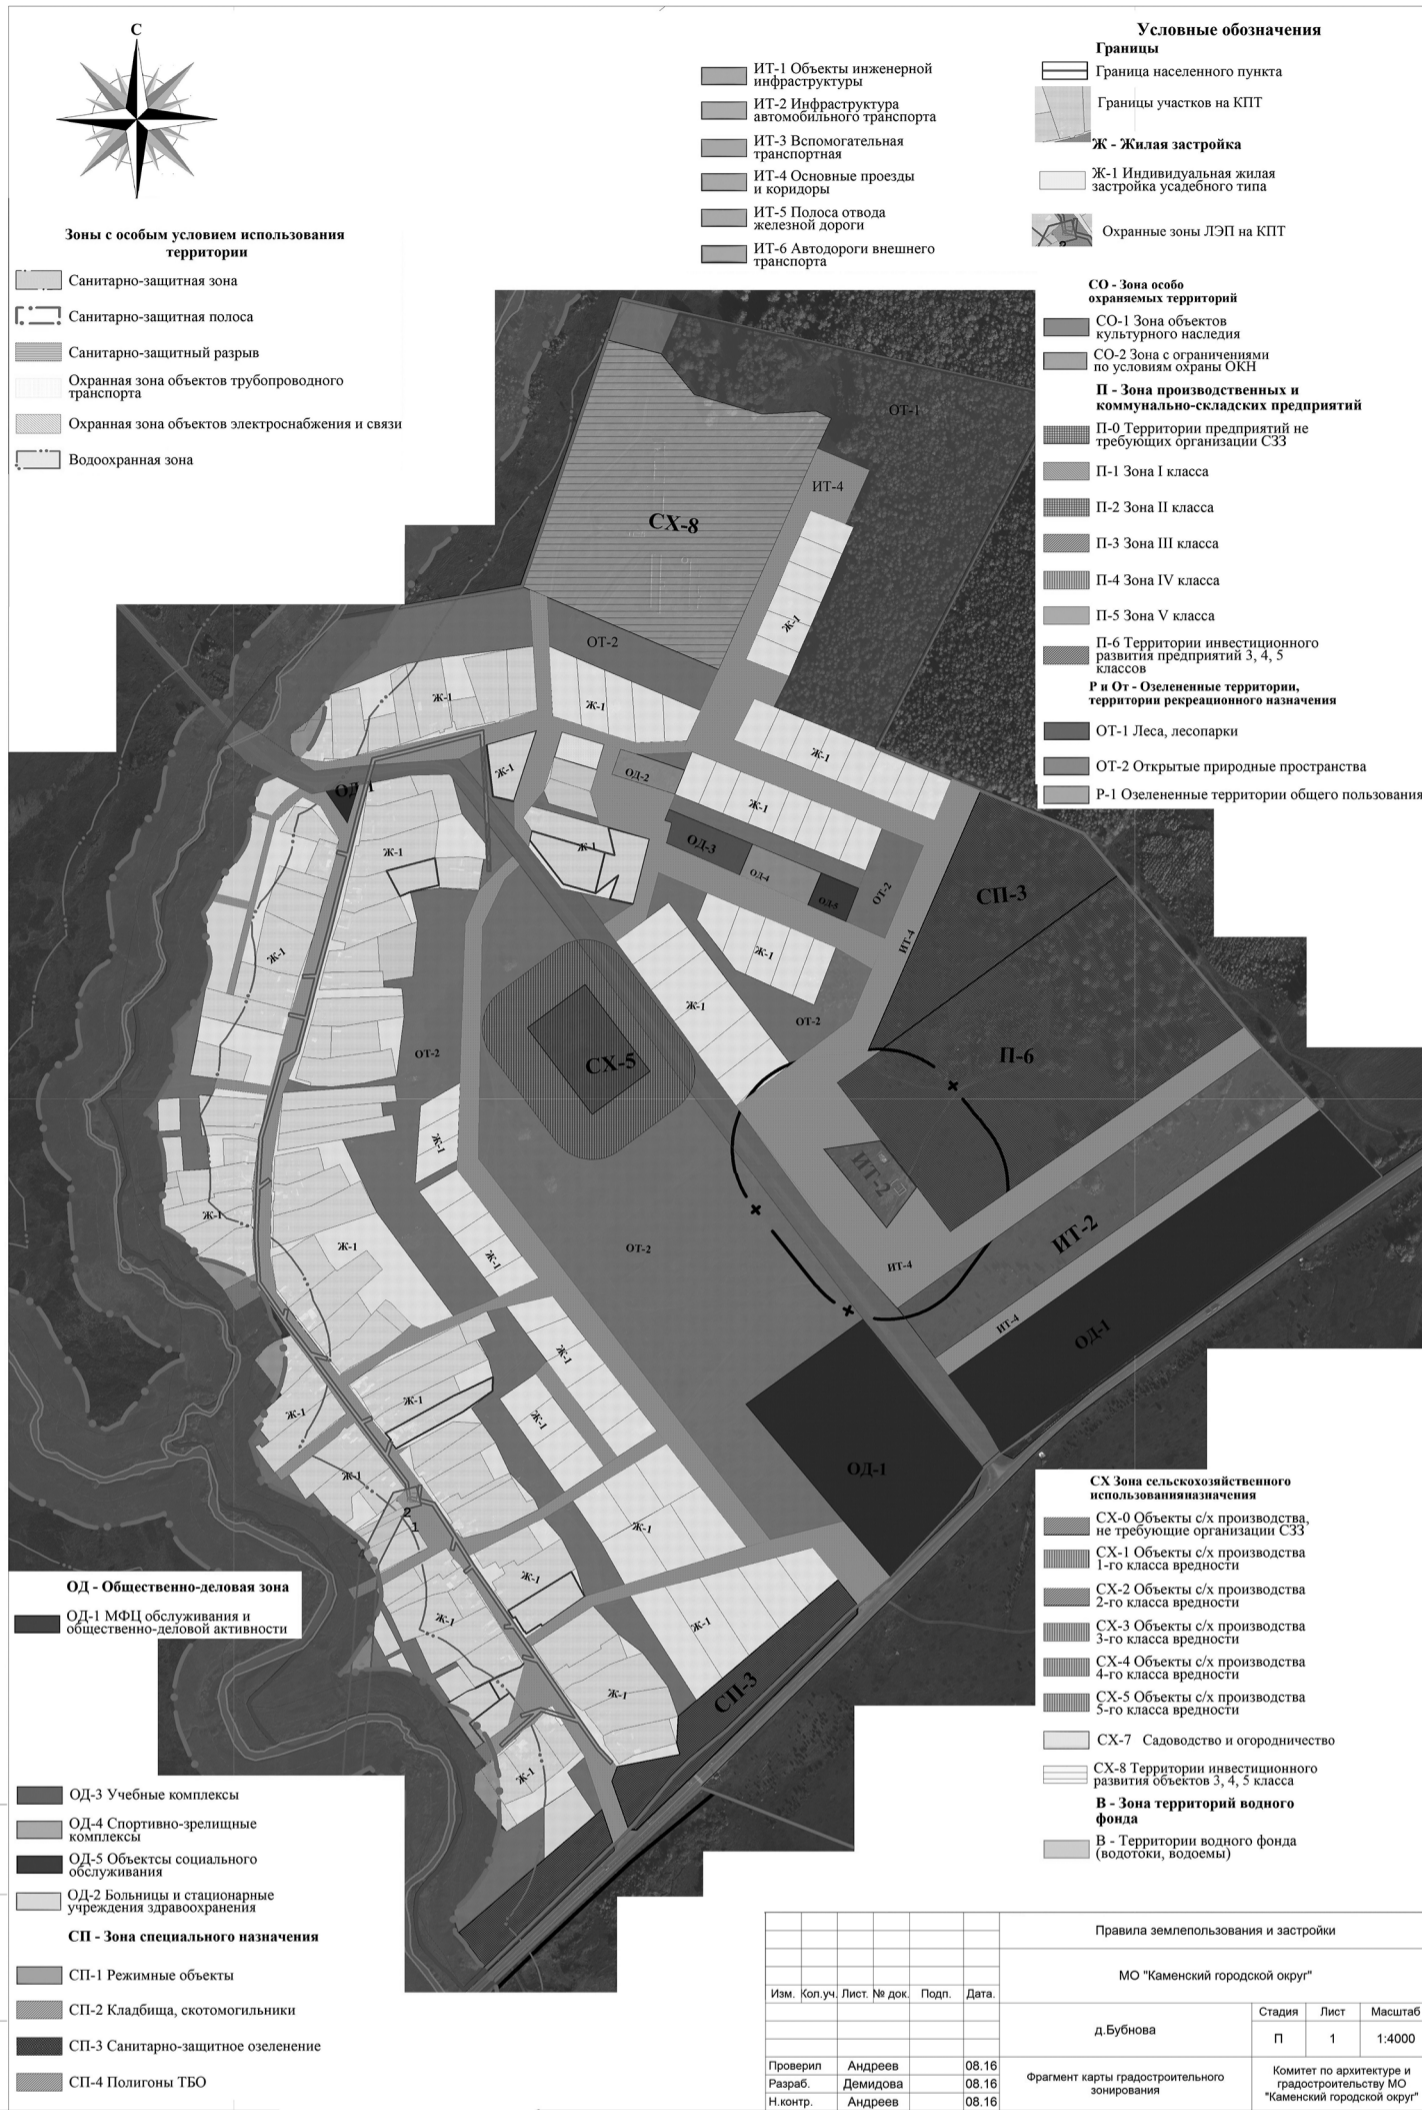 С
Зоны с особым условием использования
территории
Санитарно-защитная зона
Санитарно-защитная полоса
Санитарно-защитный разрыв
Охранная зона объектов трубопроводного
транспорта
Охранная зона объектов электроснабжения и связи
Водоохранная зона
ИТ-1 Объекты инженерной
инфраструктуры
ИТ-2 Инфраструктура
автомобильного транспорта
ИТ-3 Вспомогательная
транспортная
ИТ-4 Основные проезды
и коридоры
ИТ-5 Полоса отвода
железной дороги
ИТ-6 Автодороги внешнего
транспорта
Условные обозначения
Границы
Граница населенного пункта
Границы участков на КПТ
Ж - Жилая застройка
Ж-1 Индивидуальная жилая
застройка усадебного типа
Охранные зоны ЛЭП на КПТ
СО - Зона особо
охраняемых территорий
СО-1 Зона объектов
культурного наследия
СО-2 Зона с ограничениями
по условиям охраны ОКН
П - Зона производственных и
коммунально-складских предприятий
П-0 Территории предприятий не
требующих организации СЗЗ
П-1 Зона I класса
П-2 Зона II класса
П-3 Зона III класса
П-4 Зона IV класса
П-5 Зона V класса
П-6 Территории инвестиционного
развития предприятий 3, 4, 5
классов
Р и От - Озелененные территории,
территории рекреационного назначения
ОТ-1 Леса, лесопарки
ОТ-2 Открытые природные пространства
Р-1 Озелененные территории общего пользования
ОТ-1
ИТ-4
СХ-8
Ж-1
ОТ-2
Ж-1
Ж-1
Ж-1
Ж-1
ОД-2
ОД-1
Ж-1
Ж-1
Ж-1
ОД-3
ОД-4
ОД-5
ОТ-2
СП-3
ИТ-4
Ж-1
Ж-1
Ж-1
ОТ-2
ОТ-2
СХ-5
П-6
Ж-1
ИТ-2
Ж-1
Ж-1
Ж-1
ОТ-2
ИТ-2
ИТ-4
ИТ-4
ОД-1
Ж-1
Ж-1
Ж-1
Ж-1
Ж-1
ОД-1
2
1
Ж-1
Ж-1
Ж-1
Ж-1
Ж-1
СП-3
Ж-1
ОД - Общественно-деловая зона
ОД-1 МФЦ обслуживания и
общественно-деловой активности
ОД-3 Учебные комплексы
ОД-4 Спортивно-зрелищные
комплексы
ОД-5 Объектсы социального
обслуживания
ОД-2 Больницы и стационарные
учреждения здравоохранения
СП - Зона специального назначения
СП-1 Режимные объекты
СП-2 Кладбища, скотомогильники
СП-3 Санитарно-защитное озеленение
СП-4 Полигоны ТБО
СХ Зона сельскохозяйственного
использованияназначения
СХ-0 Объекты с/х производства,
не требующие организации СЗЗ
СХ-1 Объекты с/х производства
1-го класса вредности
СХ-2 Объекты с/х производства
2-го класса вредности
СХ-3 Объекты с/х производства
3-го класса вредности
СХ-4 Объекты с/х производства
4-го класса вредности
СХ-5 Объекты с/х производства
5-го класса вредности
СХ-7 Садоводство и огородничество
СХ-8 Территории инвестиционного
развития объектов 3, 4, 5 класса
В - Зона территорий водного
фонда
В - Территории водного фонда
(водотоки, водоемы)
Правила землепользования и застройки
МО "Каменский городской округ"
Изм. Кол.уч. Лист. № док. Подп. Дата.
д.Бубнова
Стадия Лист Масштаб
П 1 1:4000
Проверил Андреев 08.16
Разраб. Демидова 08.16
Н.контр. Андреев 08.16
Фрагмент карты градостроительного
зонирования
Комитет по архитектуре и
градостроительству МО
"Каменский городской округ"